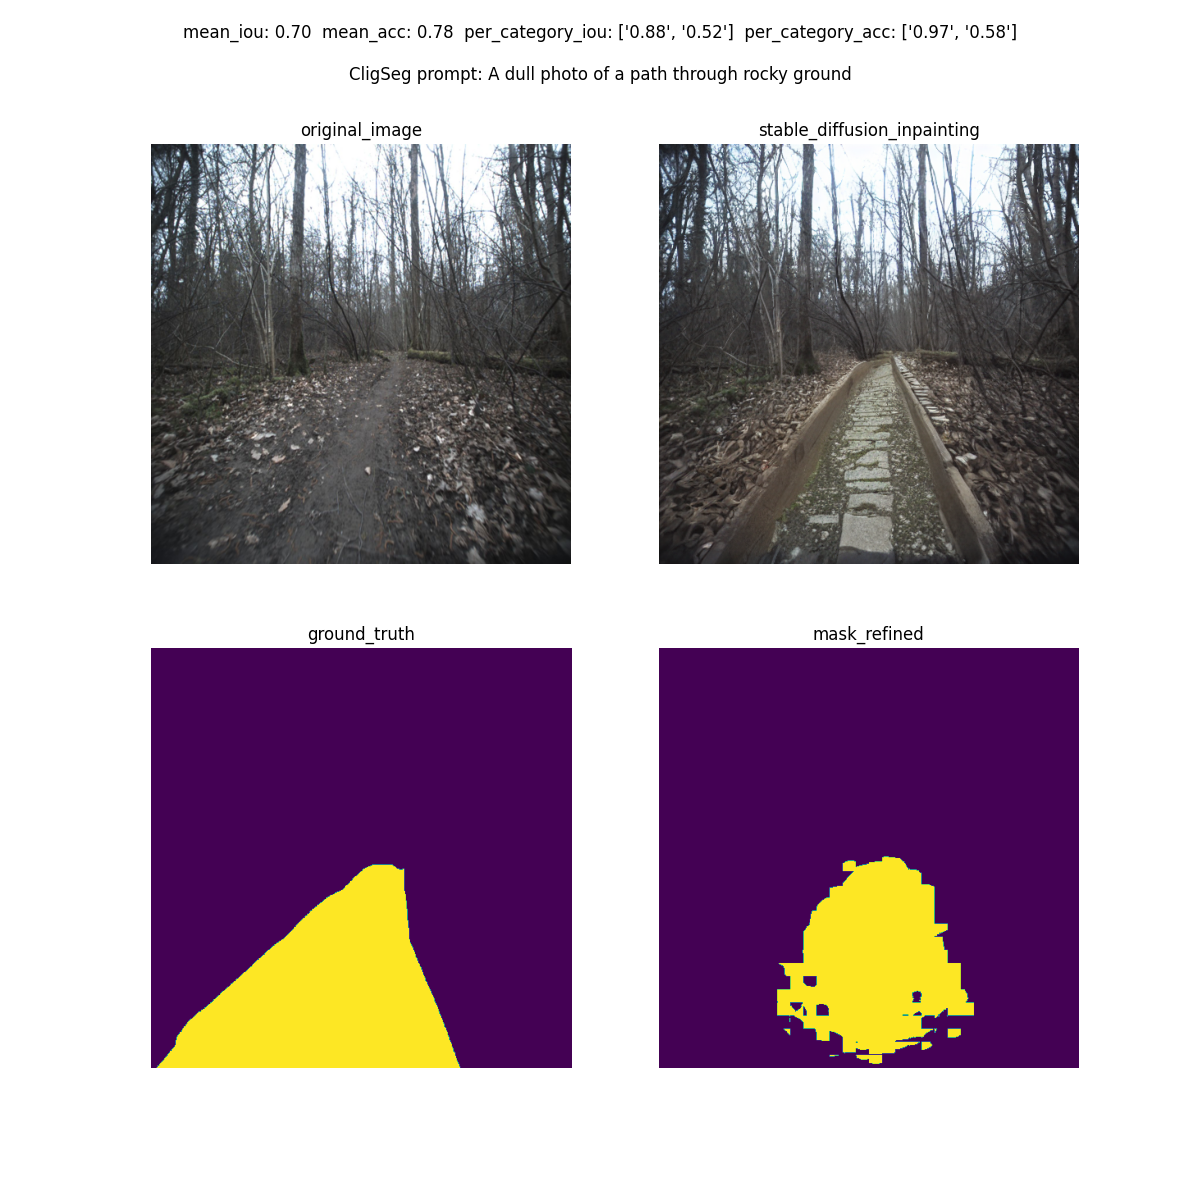 mean_iou: 0.70  mean_acc: 0.78  per_category_iou: ['0.88', '0.52']  per_category_acc: ['0.97', '0.58']
CligSeg prompt: A dull photo of a path through rocky ground
original_image
stable_diffusion_inpainting
ground_truth
mask_refined